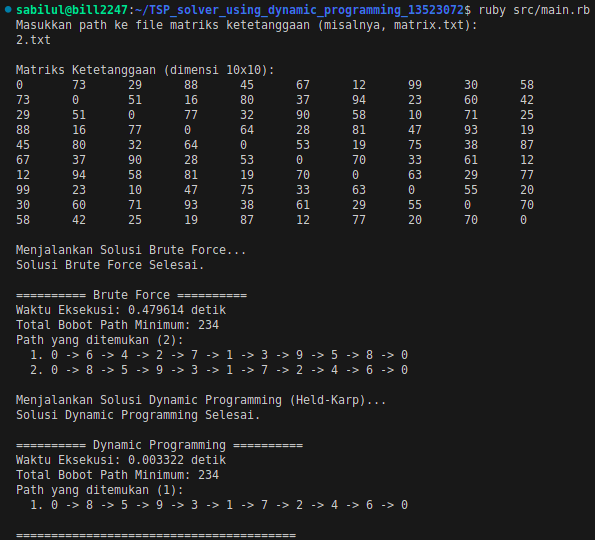 sabilul@bill2247:~/TSP_solver_using_dynamic_programming_13523072$ ruby src/main.rb
Masukkan path ke file matriks ketetanggaan (misalnya, matrix.txt):
2.txt
Matriks Ketetanggaan (dimensi 10x10):
0 73 29 88 45 67 12 99 30 58
73 0 51 16 80 37 94 23 60 42
29 51 0 77 32 90 58 10 71 25
88 16 77 0 64 28 81 47 93 19
45 80 32 64 0 53 19 75 38 87
67 37 90 28 53 0 70 33 61 12
12 94 58 81 19 70 0 63 29 77
99 23 10 47 75 33 63 0 55 20
30 60 71 93 38 61 29 55 0 70
58 42 25 19 87 12 77 20 70 0
Menjalankan Solusi Brute Force...
Solusi Brute Force Selesai.
========== Brute Force ==========
Waktu Eksekusi: 0.479614 detik
Total Bobot Path Minimum: 234
Path yang ditemukan (2):
1. 0 -> 6 -> 4 -> 2 -> 7 -> 1 -> 3 -> 9 -> 5 -> 8 -> 0
2. 0 -> 8 -> 5 -> 9 -> 3 -> 1 -> 7 -> 2 -> 4 -> 6 -> 0
Menjalankan Solusi Dynamic Programming (Held-Karp)...
Solusi Dynamic Programming Selesai.
========== Dynamic Programming ==========
Waktu Eksekusi: 0.003322 detik
Total Bobot Path Minimum: 234
Path yang ditemukan (1):
1. 0 -> 8 -> 5 -> 9 -> 3 -> 1 -> 7 -> 2 -> 4 -> 6 -> 0
========================================